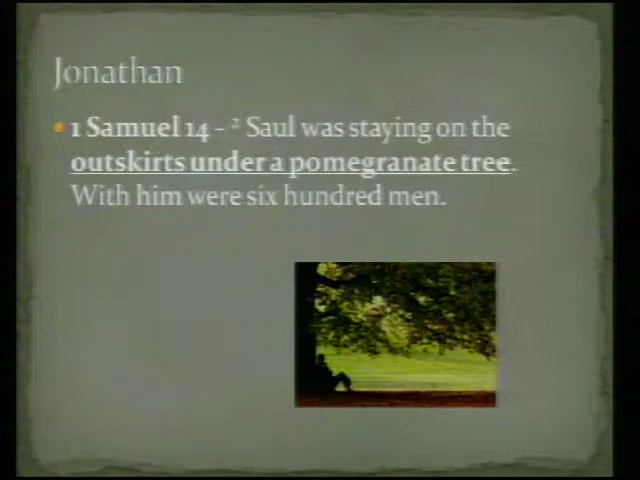 Jonathan
• 1 Samuel 14 - ² Saul was staying on the
outskirts under a pomegranate tree.
With him were six hundred men.